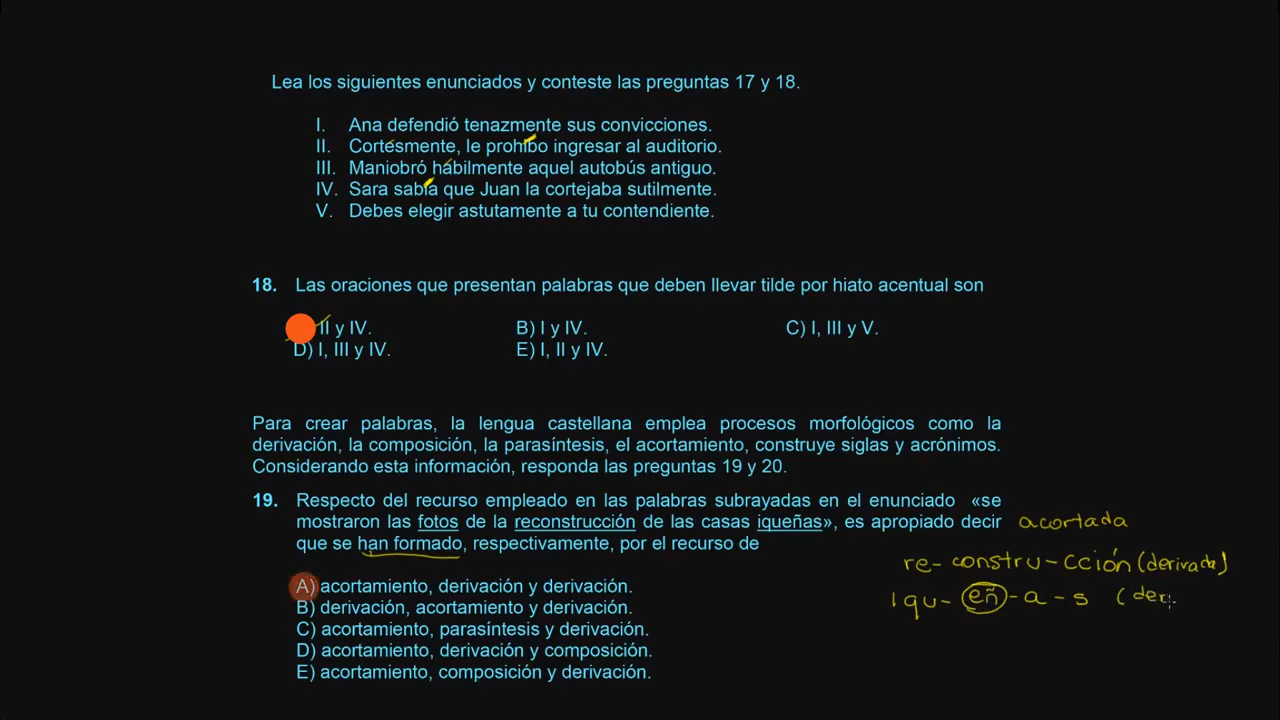 Lea los siguientes enunciados y conteste las preguntas 17 y 18.
I. Ana defendió tenazmente sus convicciones.
II. Cortesmente, le prohibo ingresar al auditorio.
III. Maniobró habilmente aquel autobús antiguo.
IV. Sara sabia que Juan la cortejaba sutilmente.
V. Debes elegir astutamente a tu contendiente.
18. Las oraciones que presentan palabras que deben llevar tilde por hiato acentual son
II y IV. B) I y IV. C) I, III y V.
D) I, III y IV. E) I, II y IV.
Para crear palabras, la lengua castellana emplea procesos morfológicos como la
derivación, la composición, la parasíntesis, el acortamiento, construye siglas y acrónimos.
Considerando esta información, responda las preguntas 19 y 20.
19. Respecto del recurso empleado en las palabras subrayadas en el enunciado «se
mostraron las fotos de la reconstrucción de las casas iqueñas», es apropiado decir acortada
que se han formado, respectivamente, por el recurso de
re- constru - cción (derivada)
A) acortamiento, derivación y derivación.
Iqu - eñ - a - s (der
B) derivación, acortamiento y derivación.
C) acortamiento, parasíntesis y derivación.
D) acortamiento, derivación y composición.
E) acortamiento, composición y derivación.